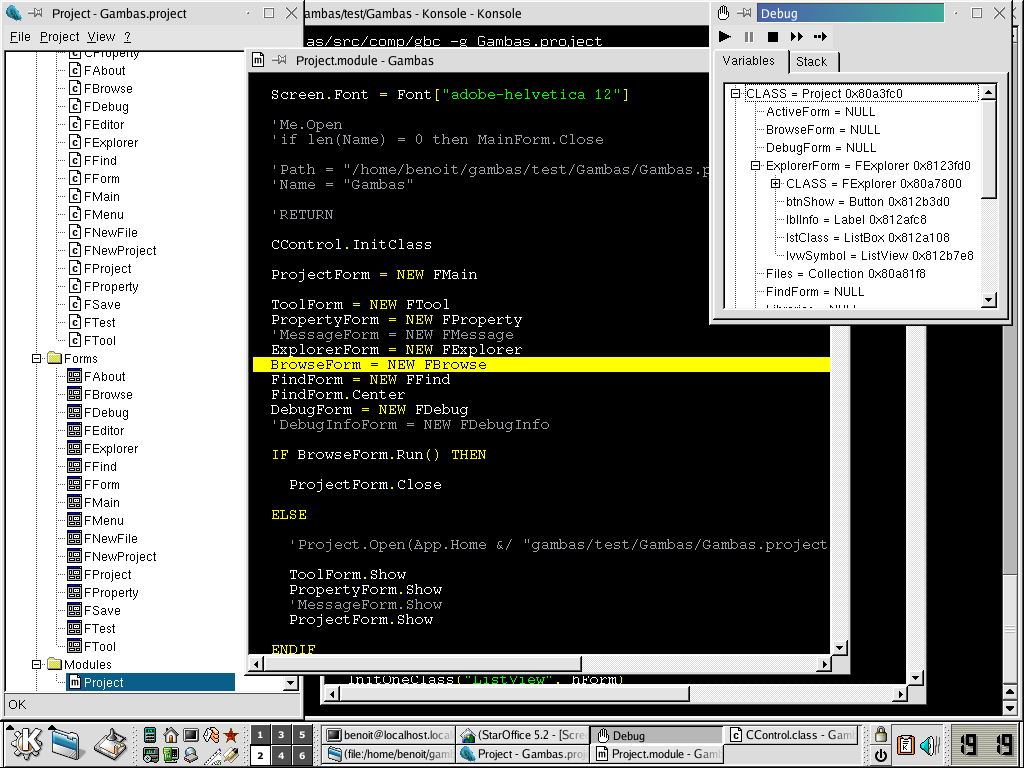 Project - Gambas.project
File Project View ?
FAbout
FBrowse
FDebug
FEditor
FExplorer
FFind
FForm
FMain
FMenu
FNewFile
FNewProject
FProject
FProperty
FSave
FTest
FTool
Forms
FAbout
FBrowse
FDebug
FEditor
FExplorer
FFind
FForm
FMain
FMenu
FNewFile
FNewProject
FProject
FProperty
FSave
FTest
FTool
Modules
Project
OK
ambas/test/Gambas - Konsole - Konsole
as/src/comp/gbc -g Gambas.project
Project.module - Gambas
Screen.Font = Font["adobe-helvetica 12"]
'Me.Open
'if len(Name) = 0 then MainForm.Close
'Path = "/home/benoit/gambas/test/Gambas/Gambas.p
'Name = "Gambas"
'RETURN
CControl.InitClass
ProjectForm = NEW FMain
ToolForm = NEW FTool
PropertyForm = NEW FProperty
'MessageForm = NEW FMessage
ExplorerForm = NEW FExplorer
BrowseForm = NEW FBrowse
FindForm = NEW FFind
FindForm.Center
DebugForm = NEW FDebug
'DebugInfoForm = NEW FDebugInfo
IF BrowseForm.Run() THEN
ProjectForm.Close
ELSE
'Project.Open(App.Home &/ "gambas/test/Gambas/Gambas.project
ToolForm.Show
PropertyForm.Show
'MessageForm.Show
ProjectForm.Show
ENDIF
InitOneClass("ListView", hForm)
Debug
Variables Stack
CLASS = Project 0x80a3fc0
ActiveForm = NULL
BrowseForm = NULL
DebugForm = NULL
ExplorerForm = FExplorer 0x8123fd0
CLASS = FExplorer 0x80a7800
btnShow = Button 0x812b3d0
lblInfo = Label 0x812afc8
lstClass = ListBox 0x812a108
lvwSymbol = ListView 0x812b7e8
Files = Collection 0x80a81f8
FindForm = NULL
1 3 5
2 4 6
benoit@localhost.local
(StarOffice 5.2 - [Scree
Debug
CControl.class - Gamb
(file:/home/benoit/gam
Project - Gambas.proj
Project.module - Gamb
19 19